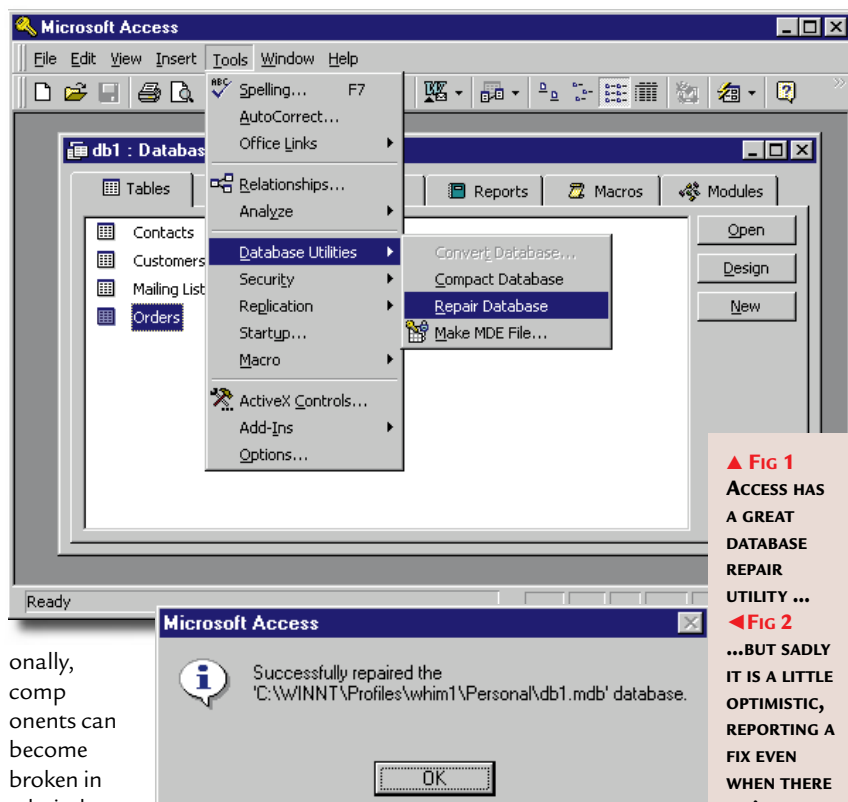 Microsoft Access
File Edit View Insert Tools Window Help
db1 : Databas
Tables
Reports
Macros
Modules
Contacts
Customers
Mailing List
Orders
Open
Design
New
ABC Spelling... F7
AutoCorrect...
Office Links
Relationships...
Analyze
Database Utilities
Security
Replication
Startup...
Macro
ActiveX Controls...
Add-Ins
Options...
Convert Database...
Compact Database
Repair Database
Make MDE File...
Ready
▲ FIG 1
ACCESS HAS
A GREAT
DATABASE
REPAIR
UTILITY ...
◄FIG 2
...BUT SADLY
IT IS A LITTLE
OPTIMISTIC,
REPORTING A
FIX EVEN
WHEN THERE
Microsoft Access
Successfully repaired the
'C:\WINNT\Profiles\whim1\Personal\db1.mdb' database.
OK
onally,
comp
onents can
become
broken in